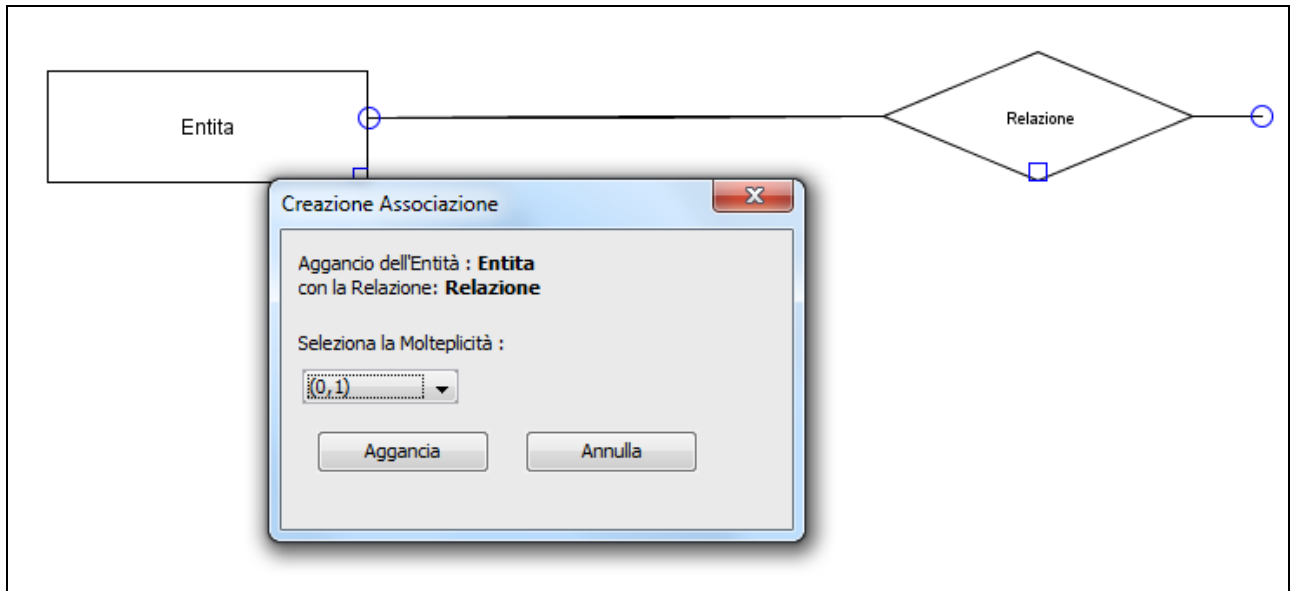 Entita
Relazione
Creazione Associazione
Aggancio dell'Entità : Entita
con la Relazione: Relazione
Seleziona la Molteplicità :
(0,1)
Aggancia
Annulla